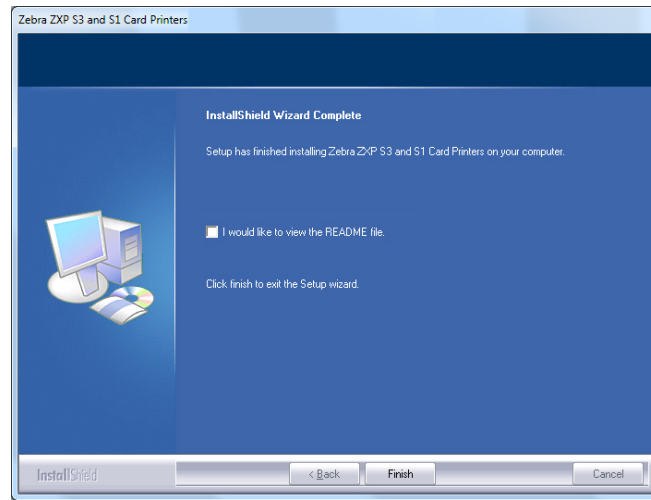 Zebra ZXP S3 and S1 Card Printers
InstallShield Wizard Complete
Setup has finished installing Zebra ZXP S3 and S1 Card Printers on your computer.
I would like to view the README file.
Click finish to exit the Setup wizard.
InstallShield
< Back
Finish
Cancel